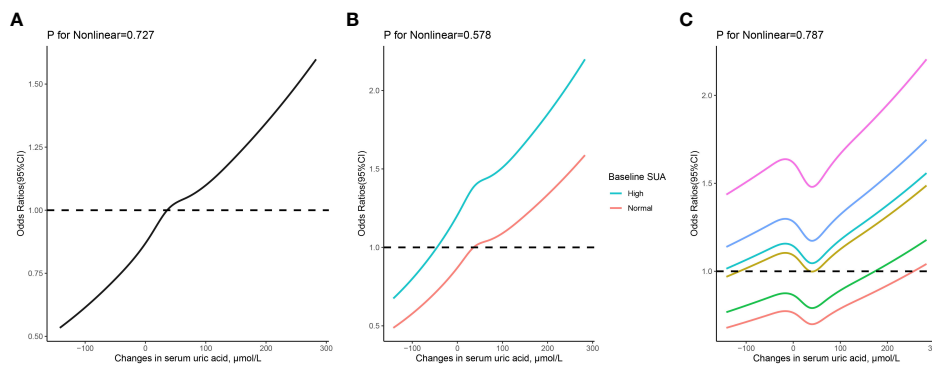 A
P for Nonlinear=0.727
Odds Ratios(95%CI)
1.50
1.25
1.00
0.75
0.50
−100
0
100
200
300
Changes in serum uric acid, μmol/L
B
P for Nonlinear=0.578
Odds Ratios(95%CI)
2.0
1.5
1.0
0.5
−100
0
100
200
300
Changes in serum uric acid, μmol/L
Baseline SUA
High
Normal
C
P for Nonlinear=0.787
Odds Ratios(95%CI)
2.0
1.5
1.0
−100
0
100
200
Changes in serum uric acid, μmol/L